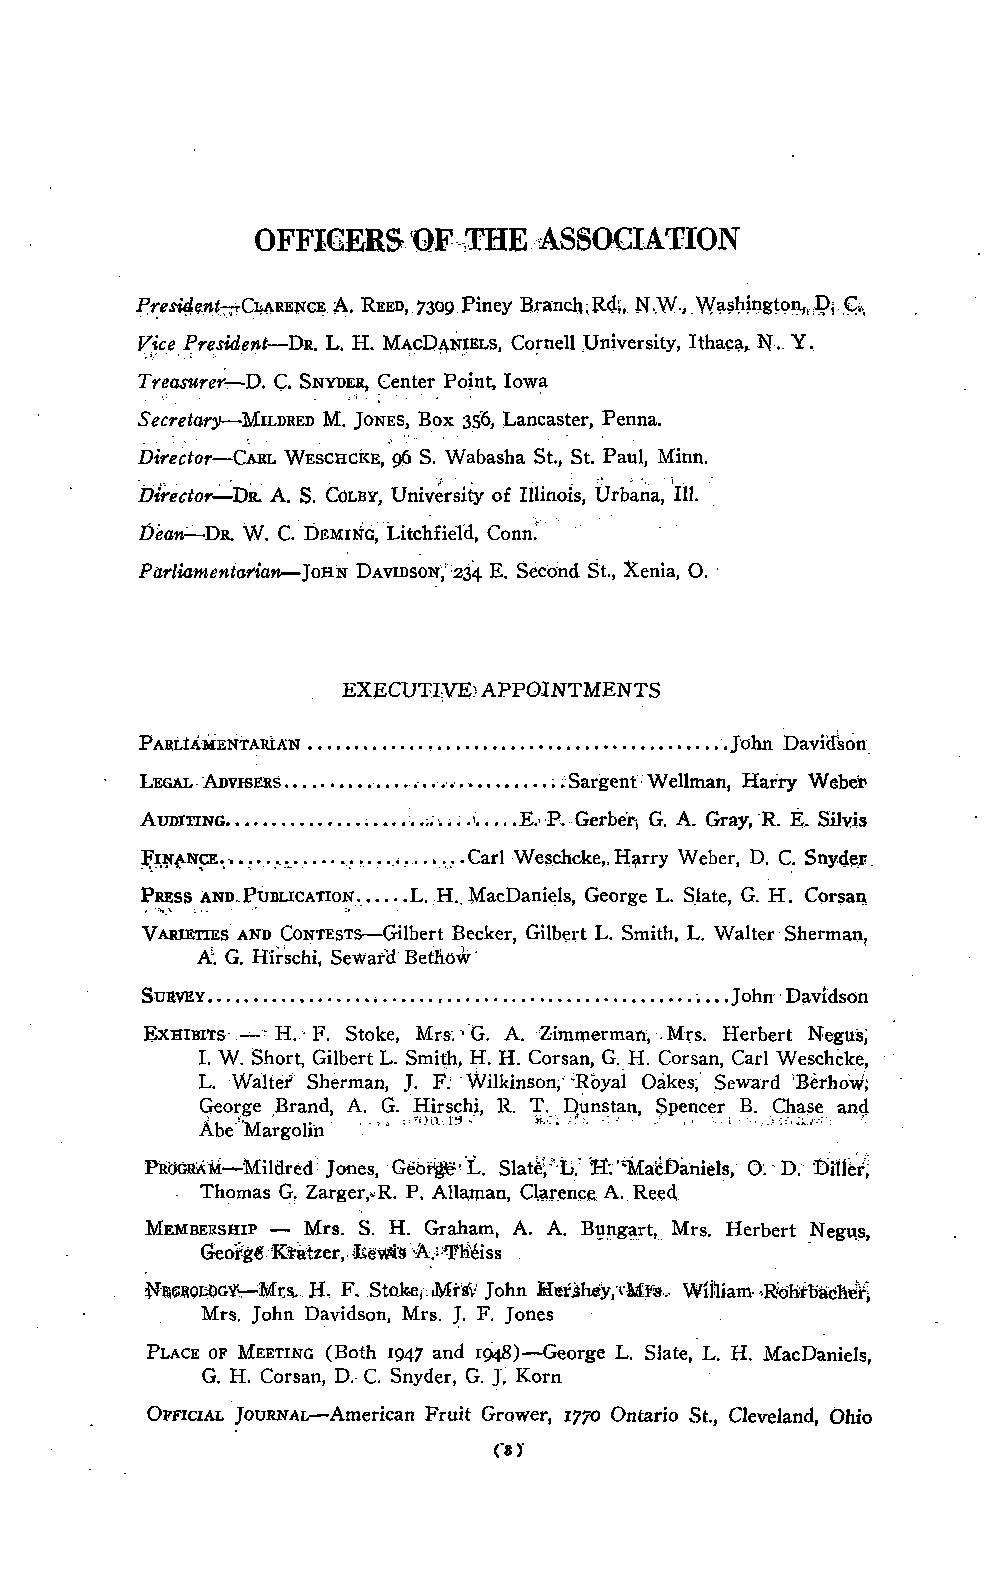 OFFICERS OF THE ASSOCIATION
President—CLARENCE A. REED, 7309 Piney Branch Rd., N.W., Washington, D. C.
Vice President—DR. L. H. MACDANIELS, Cornell University, Ithaca, N. Y.
Treasurer—D. C. SNYDER, Center Point, Iowa
Secretary—MILDRED M. JONES, Box 356, Lancaster, Penna.
Director—CARL WESCHCKE, 96 S. Wabasha St., St. Paul, Minn.
Director—DR. A. S. COLBY, University of Illinois, Urbana, Ill.
Dean—DR. W. C. DEMING, Litchfield, Conn.
Parliamentarian—JOHN DAVIDSON, 234 E. Second St., Xenia, O.
EXECUTIVE APPOINTMENTS
PARLIAMENTARIAN ..............................................John Davidson
LEGAL ADVISERS...............................Sargent Wellman, Harry Weber
AUDITING................................E. P. Gerber, G. A. Gray, R. E. Silvis
FINANCE...........................Carl Weschcke, Harry Weber, D. C. Snyder
PRESS AND PUBLICATION......L. H. MacDaniels, George L. Slate, G. H. Corsan
VARIETIES AND CONTESTS—Gilbert Becker, Gilbert L. Smith, L. Walter Sherman,
A. G. Hirschi, Seward Bethow
SURVEY.........................................................John Davidson
EXHIBITS — H. F. Stoke, Mrs. G. A. Zimmerman, Mrs. Herbert Negus,
I. W. Short, Gilbert L. Smith, H. H. Corsan, G. H. Corsan, Carl Weschcke,
L. Walter Sherman, J. F. Wilkinson, Royal Oakes, Seward Berhow,
George Brand, A. G. Hirschi, R. T. Dunstan, Spencer B. Chase and
Abe Margolin
PROGRAM—Mildred Jones, George L. Slate, L. H. MacDaniels, O. D. Diller,
Thomas G. Zarger, R. P. Allaman, Clarence A. Reed
MEMBERSHIP — Mrs. S. H. Graham, A. A. Bungart, Mrs. Herbert Negus,
George Kratzer, Lewis A. Theiss
NECROLOGY—Mrs. H. F. Stoke, Mrs. John Hershey, Mrs. William Rohrbacher,
Mrs. John Davidson, Mrs. J. F. Jones
PLACE OF MEETING (Both 1947 and 1948)—George L. Slate, L. H. MacDaniels,
G. H. Corsan, D. C. Snyder, G. J. Korn
OFFICIAL JOURNAL—American Fruit Grower, 1770 Ontario St., Cleveland, Ohio
(8)